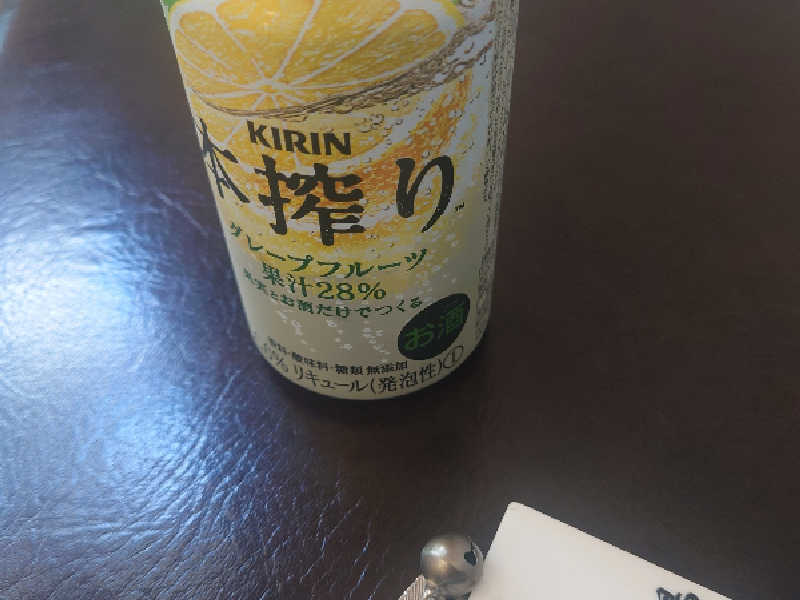 KIRIN
本搾り™
グレープフルーツ
果汁28%
果実とお酒だけでつくる
お酒
香料・酸味料・糖類 無添加
% リキュール(発泡性)①